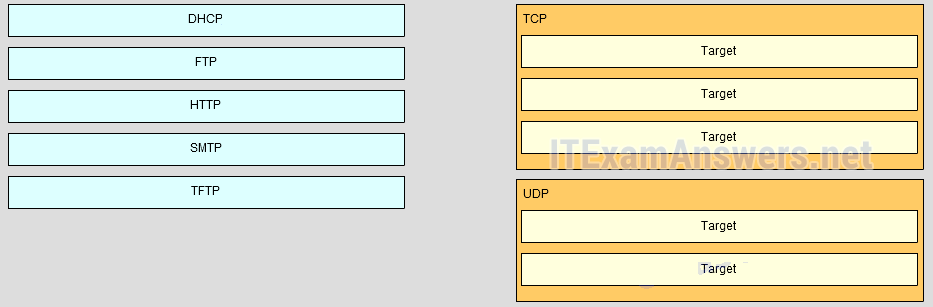 DHCP
FTP
HTTP
SMTP
TFTP
TCP
Target
Target
Target
ITExamAnswers.net
UDP
Target
Target